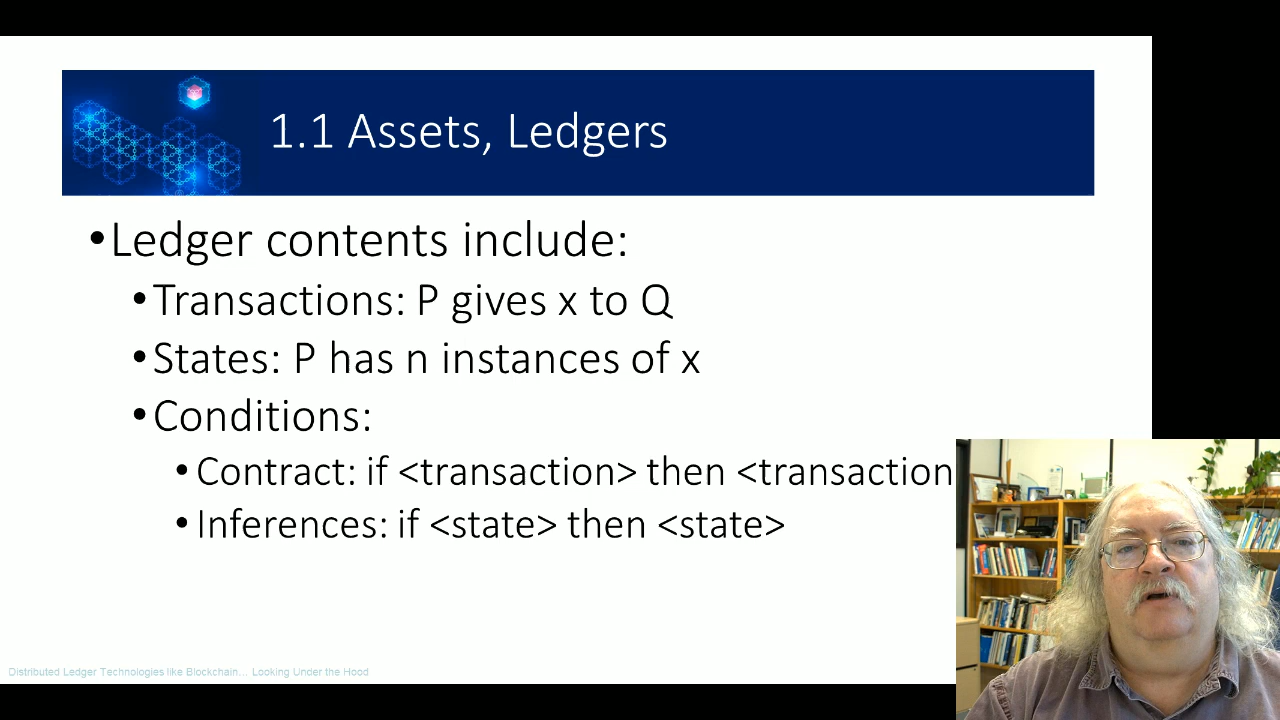 1.1 Assets, Ledgers
•Ledger contents include:
•Transactions: P gives x to Q
•States: P has n instances of x
•Conditions:
•Contract: if <transaction> then <transaction
•Inferences: if <state> then <state>
Distributed Ledger Technologies like Blockchain... Looking Under the Hood